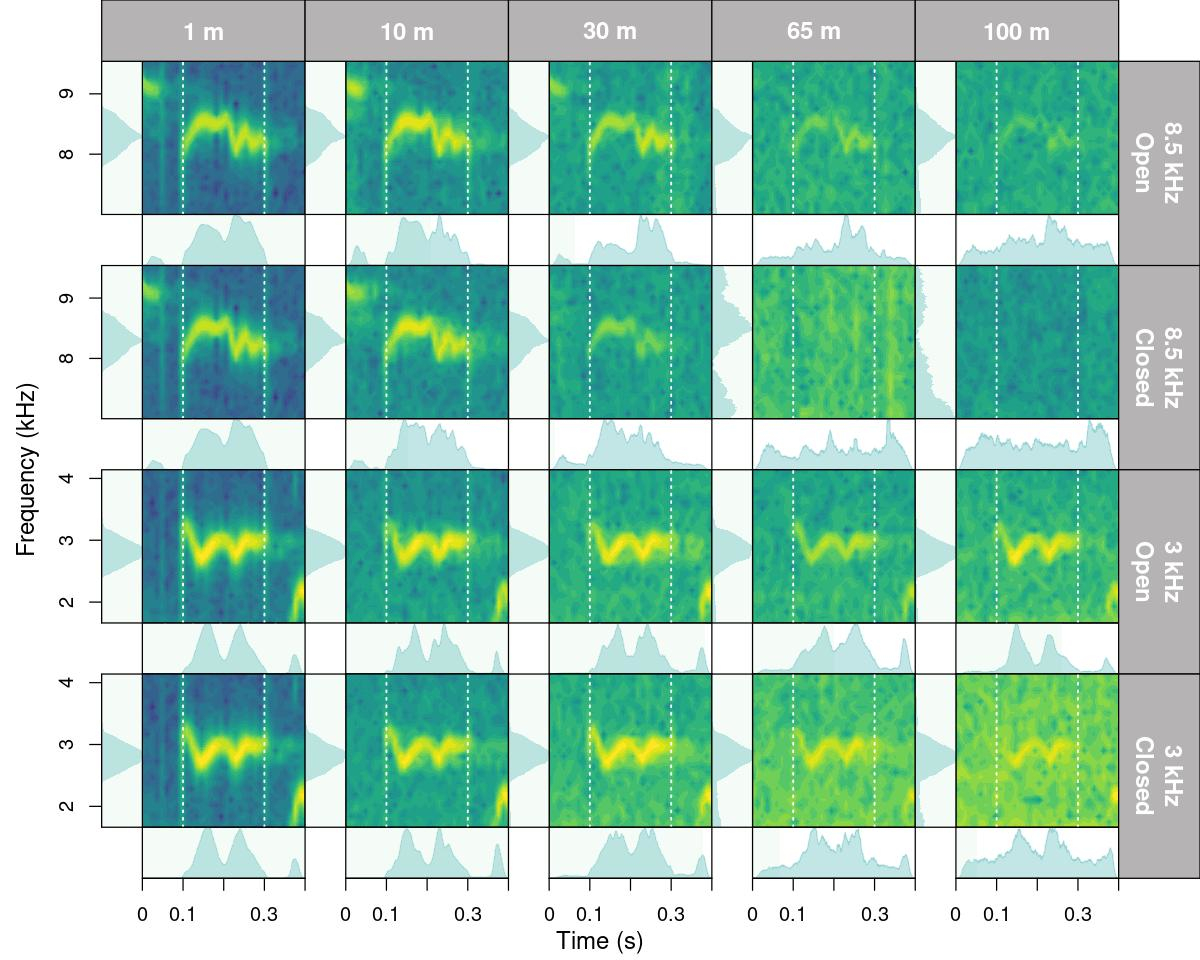 1 m 10 m 30 m 65 m 100 m
9
8
8.5 kHz
Open
9
8
8.5 kHz
Closed
Frequency (kHz)
4
3
2
3 kHz
Open
4
3
2
3 kHz
Closed
0 0.1 0.3 0 0.1 0.3 0 0.1 0.3 0 0.1 0.3 0 0.1 0.3
Time (s)